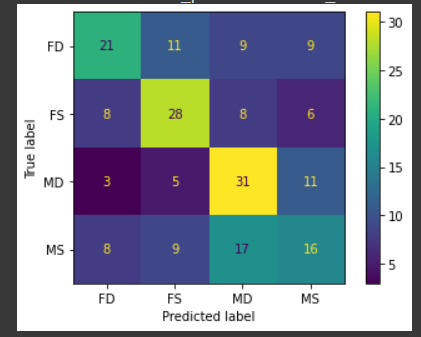 FD 21 11 9 9
FS 8 28 8 6
MD 3 5 31 11
MS 8 9 17 16
FD FS MD MS
Predicted label
True label
30
25
20
15
10
5